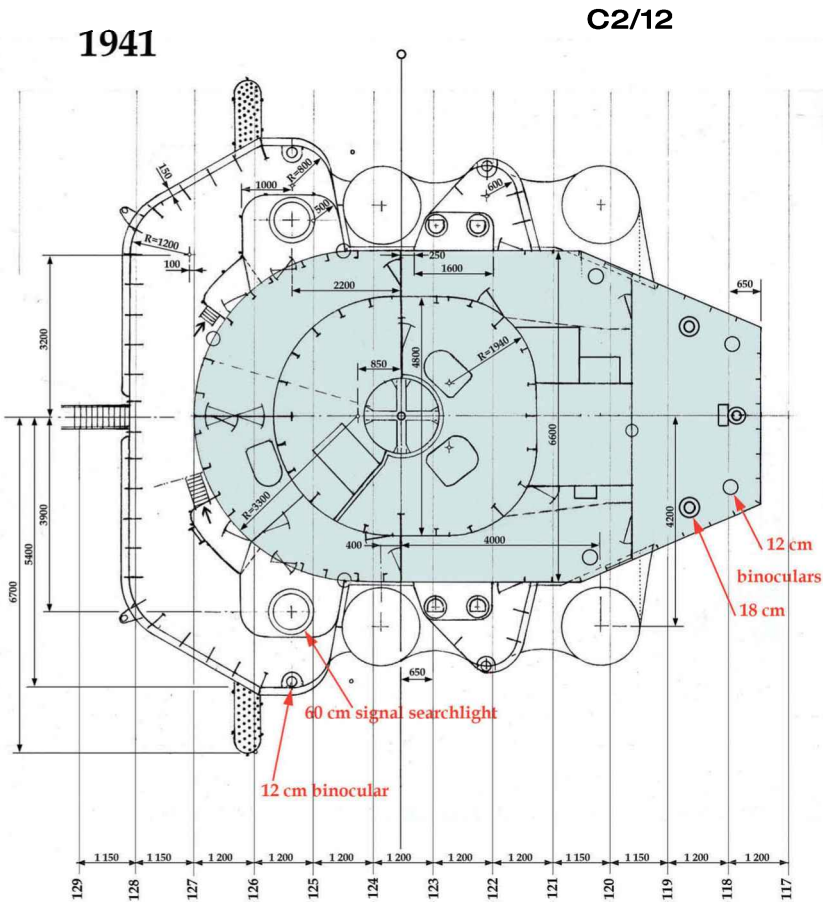 C2/12
1941
150
1000
R=800
500
600
R=1200
100
250
1600
2200
650
3200
850
4800
R=1940
6600
R=3300
3900
5400
6700
400
4000
4200
12 cm
binoculars
18 cm
650
60 cm signal searchlight
12 cm binocular
1 150 1 150 1 200 1 200 1 200 1 200 1 200 1 200 1 150 1 150 1 200 1 200
129 128 127 126 125 124 123 122 121 120 119 118 117